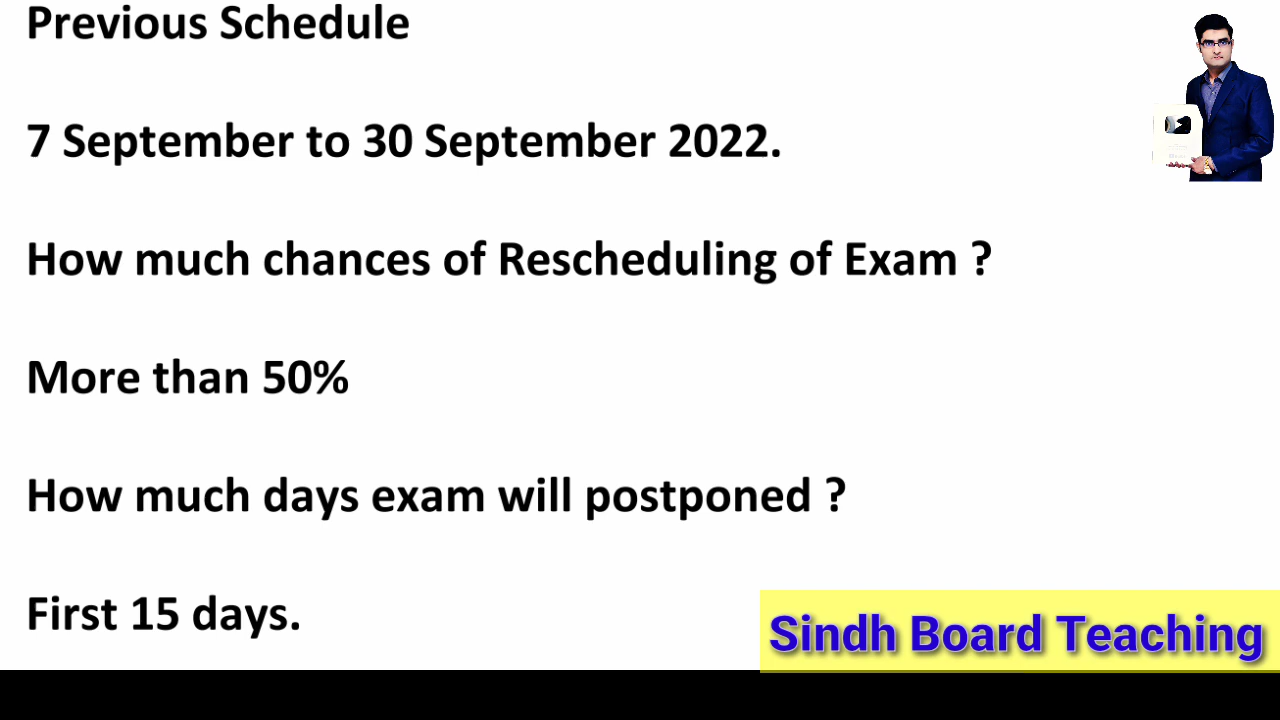 Previous Schedule
7 September to 30 September 2022.
How much chances of Rescheduling of Exam ?
More than 50%
How much days exam will postponed ?
First 15 days.
Sindh Board Teaching